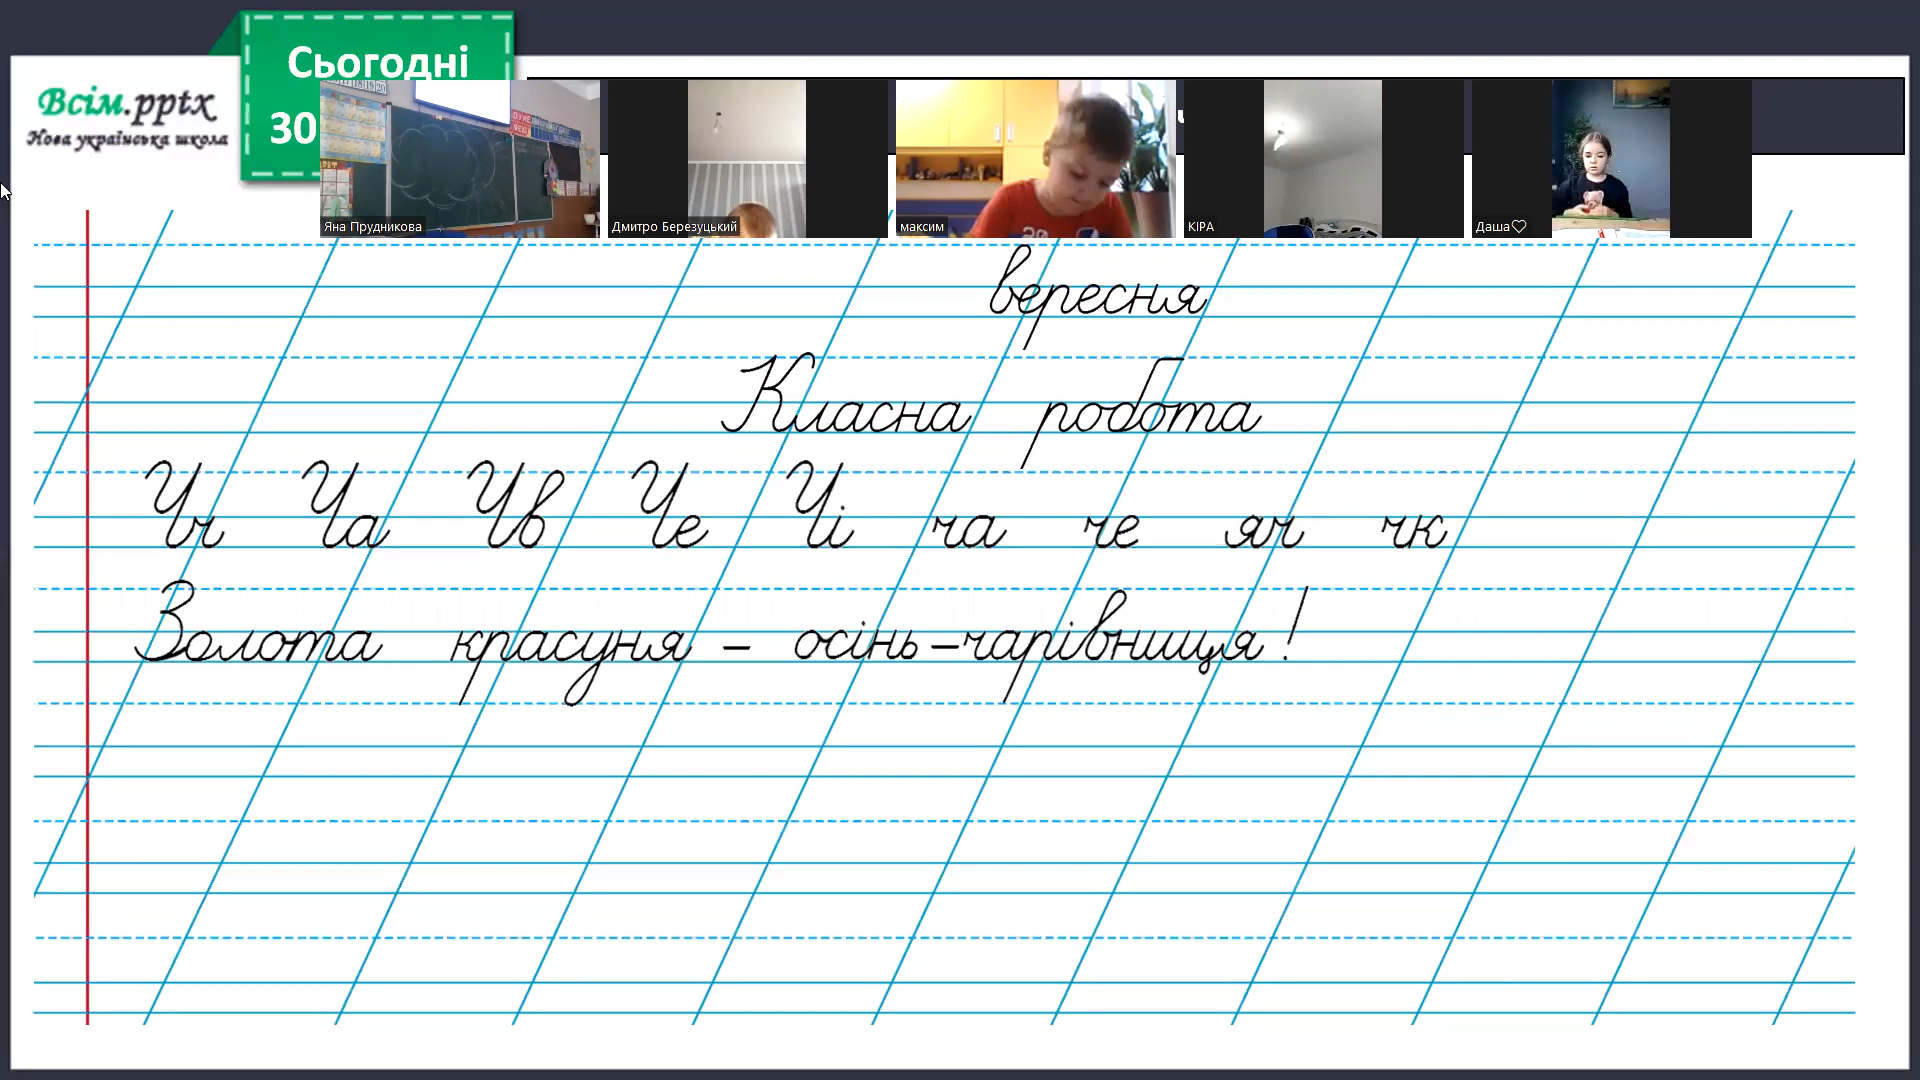 Сьогодні
30
Всім.pptx
Нова українська школа
Яна Прудникова
Дмитро Березуцький
максим
КІРА
Даша♡
вересня
Класна робота
Чч Ча Чв Че Чі ча че яч чк
Золота красуня – осінь–чарівниця!